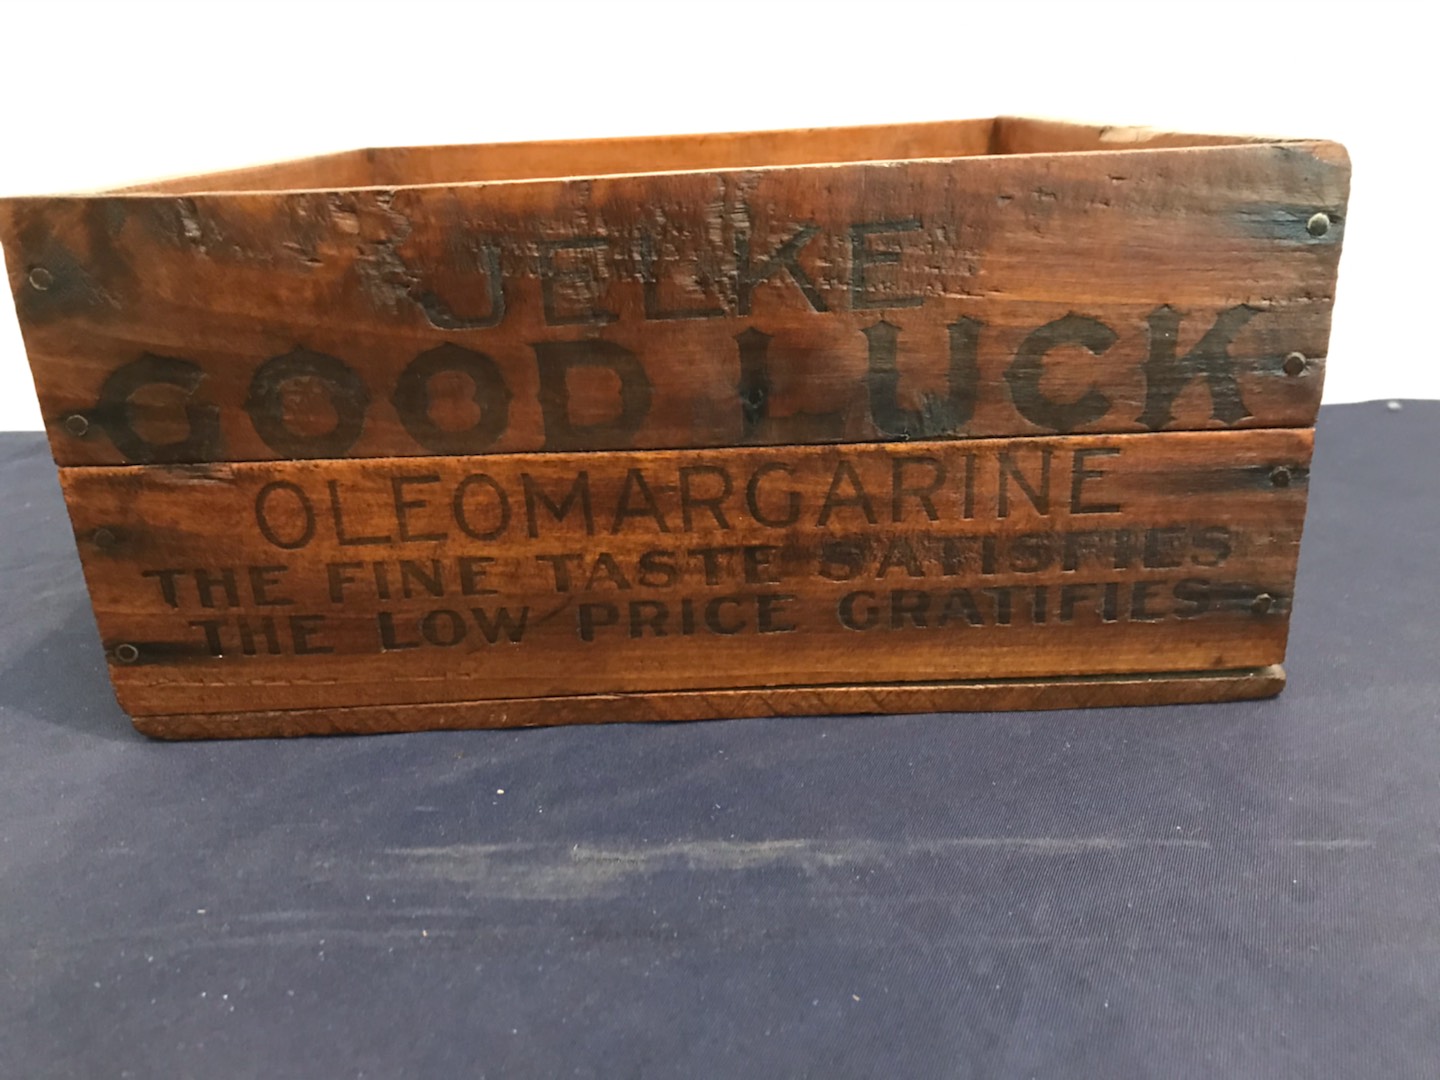 JELKE
GOOD LUCK
OLEOMARGARINE
THE FINE TASTE SATISFIES
THE LOW PRICE GRATIFIES